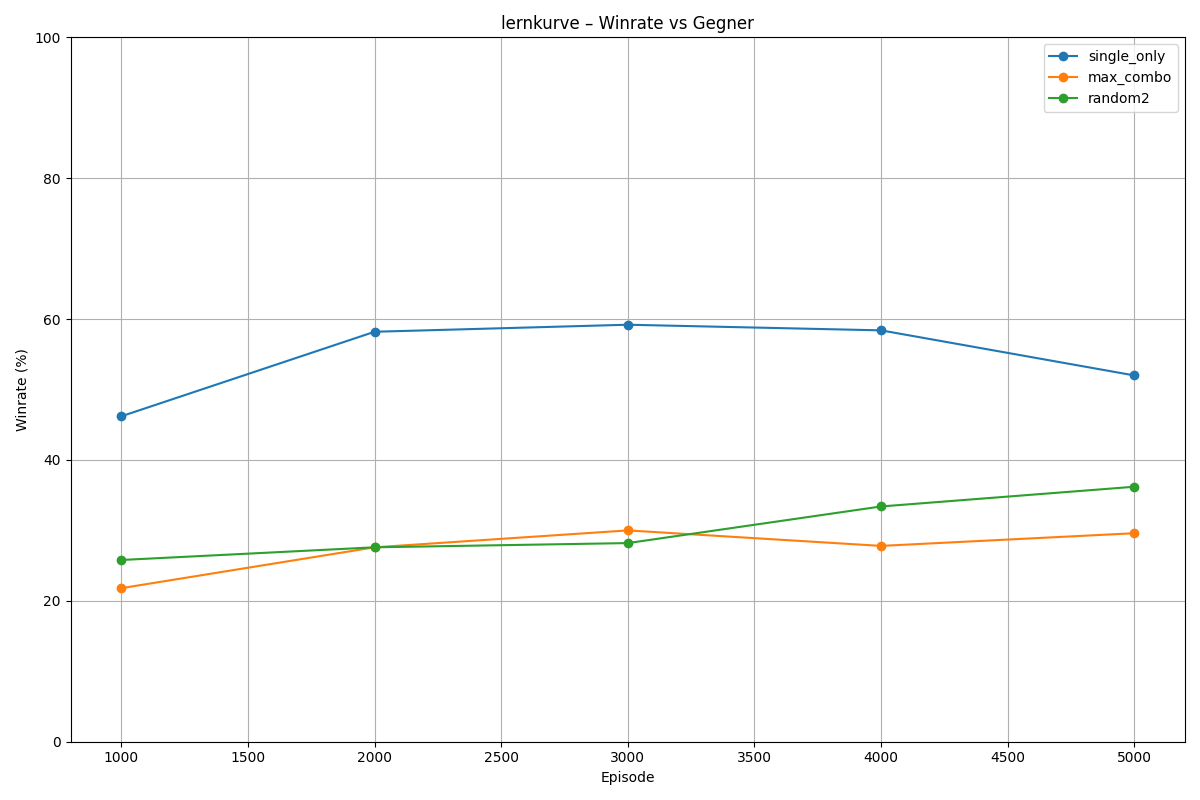 lernkurve – Winrate vs Gegner
single_only
max_combo
random2
Winrate (%)
100
80
60
40
20
0
1000 1500 2000 2500 3000 3500 4000 4500 5000
Episode